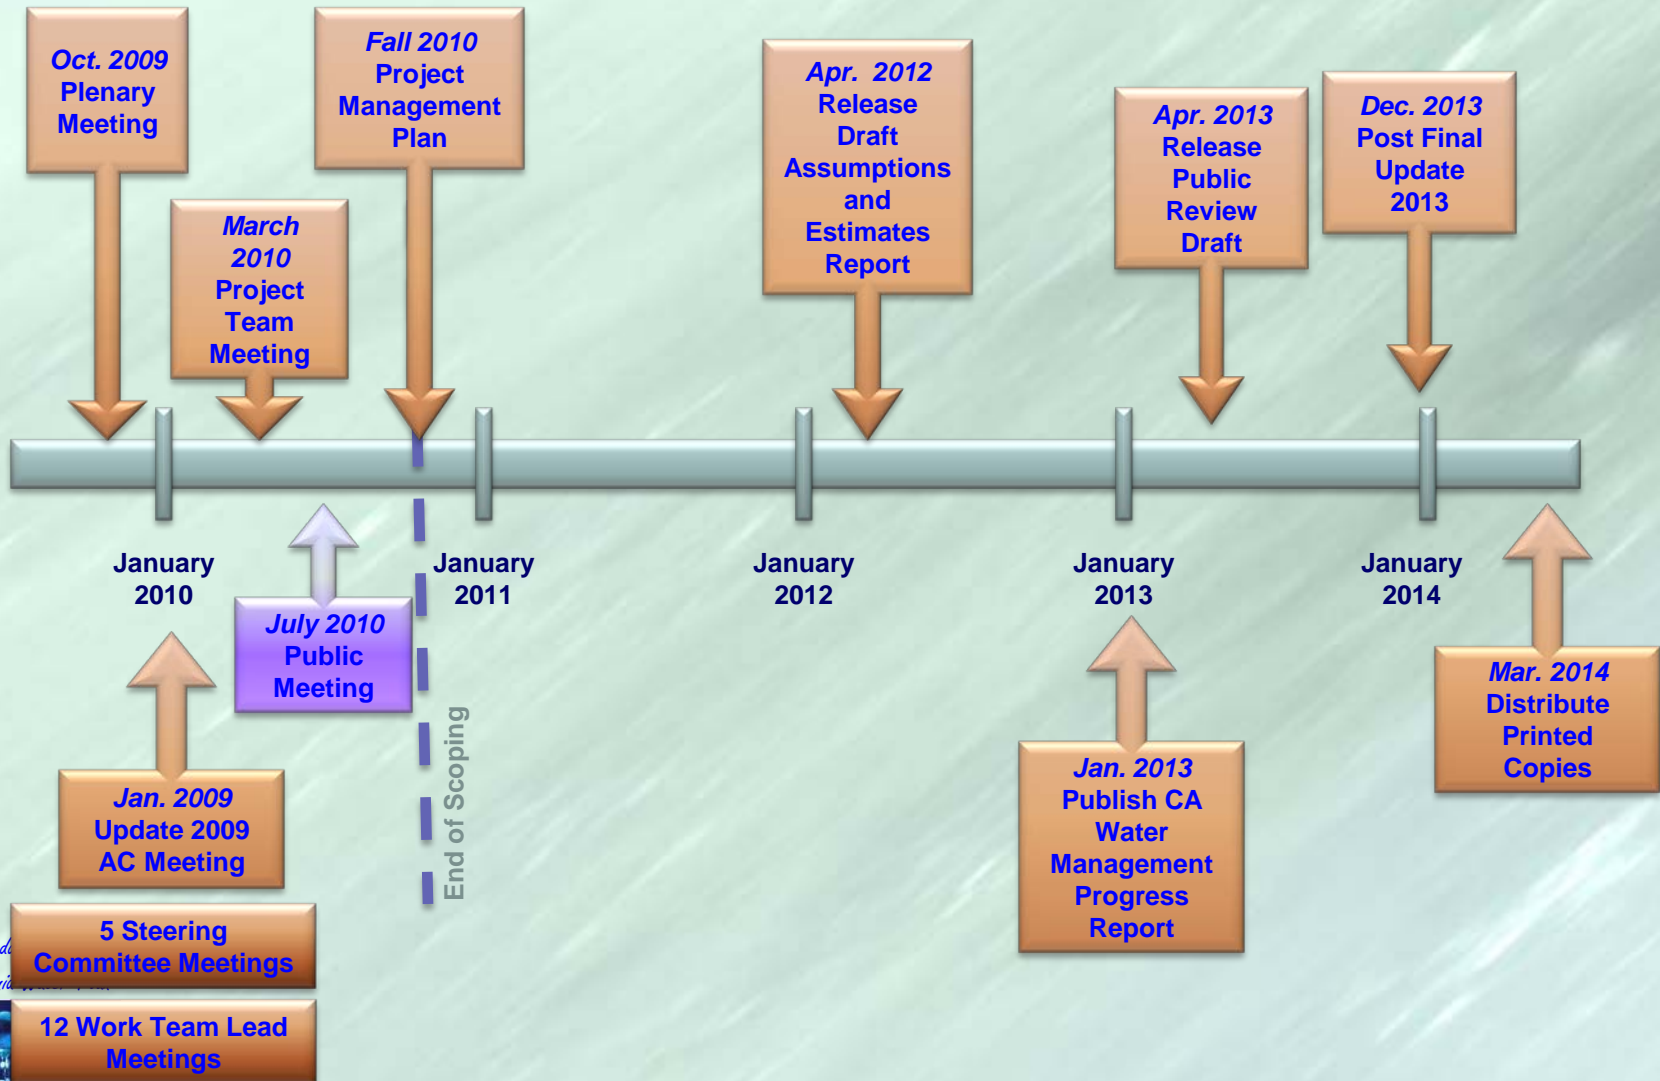 Oct. 2009
Plenary
Meeting
Fall 2010
Project
Management
Plan
March
2010
Project
Team
Meeting
Apr. 2012
Release
Draft
Assumptions
and
Estimates
Report
Apr. 2013
Release
Public
Review
Draft
Dec. 2013
Post Final
Update
2013
January
2010
January
2011
January
2012
January
2013
January
2014
July 2010
Public
Meeting
End of Scoping
Jan. 2009
Update 2009
AC Meeting
Jan. 2013
Publish CA
Water
Management
Progress
Report
Mar. 2014
Distribute
Printed
Copies
5 Steering
Committee Meetings
12 Work Team Lead
Meetings